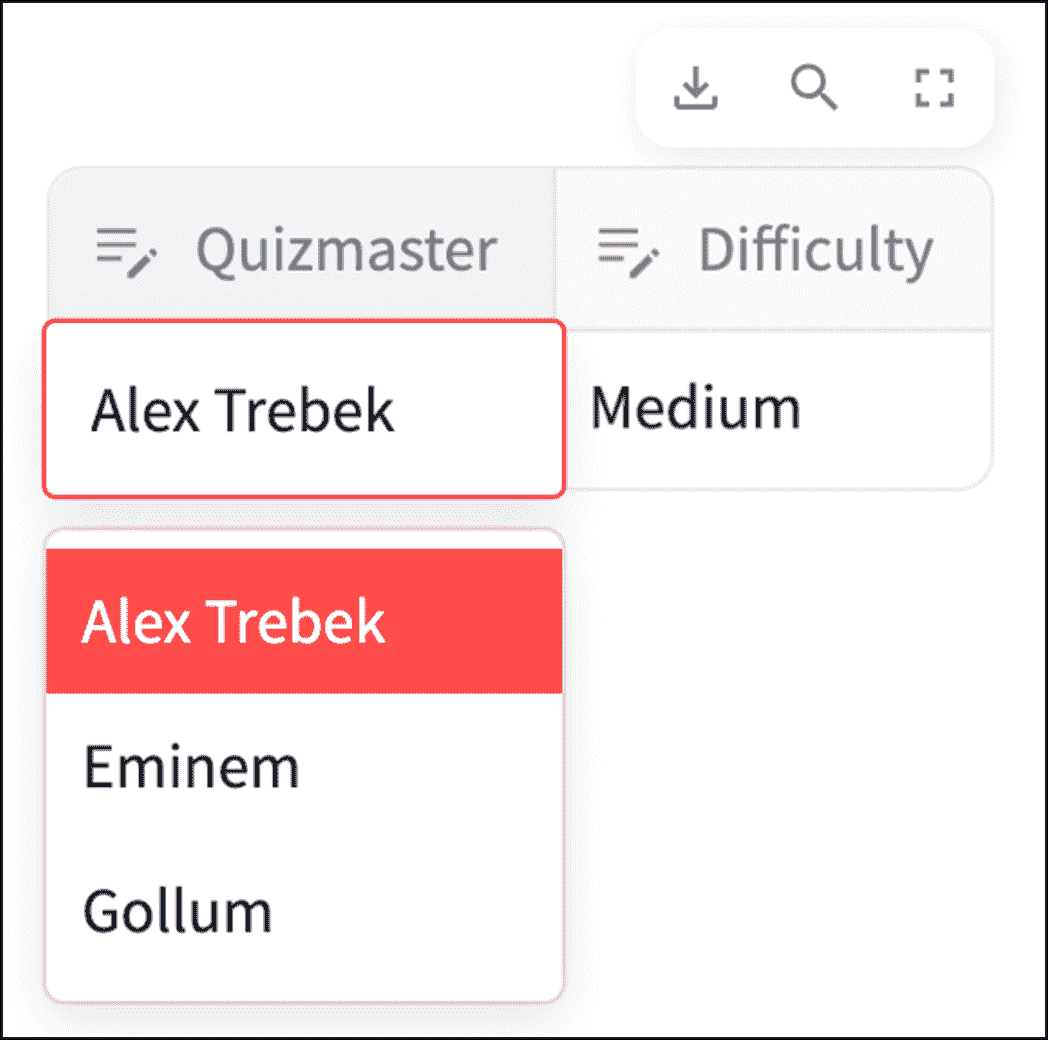 Quizmaster Difficulty
Alex Trebek Medium
Alex Trebek
Eminem
Gollum